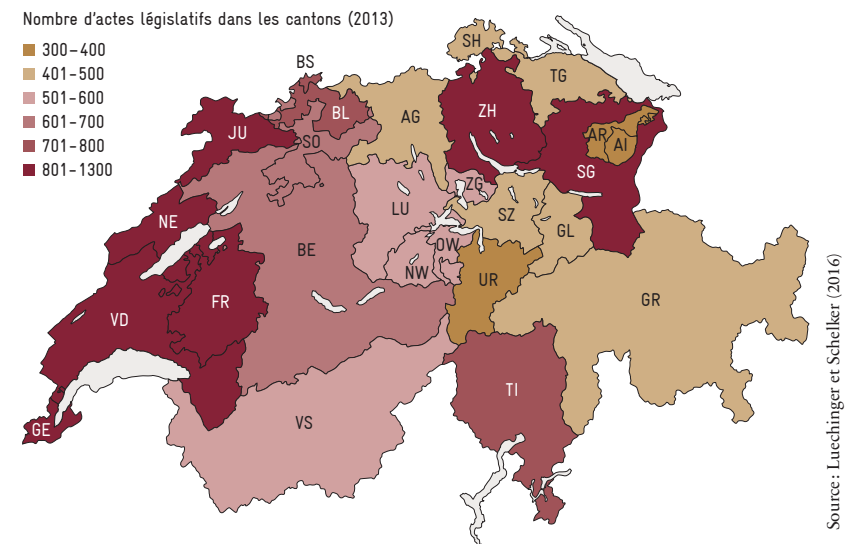 Nombre d'actes législatifs dans les cantons (2013)
300–400
401–500
501–600
601–700
701–800
801–1300
SH
BS
TG
BL
AG
ZH
JU
SO
AR
AI
SG
ZG
NE
LU
SZ
OW
GL
BE
NW
UR
FR
GR
VD
TI
VS
GE
Source: Luechinger et Schelker (2016)